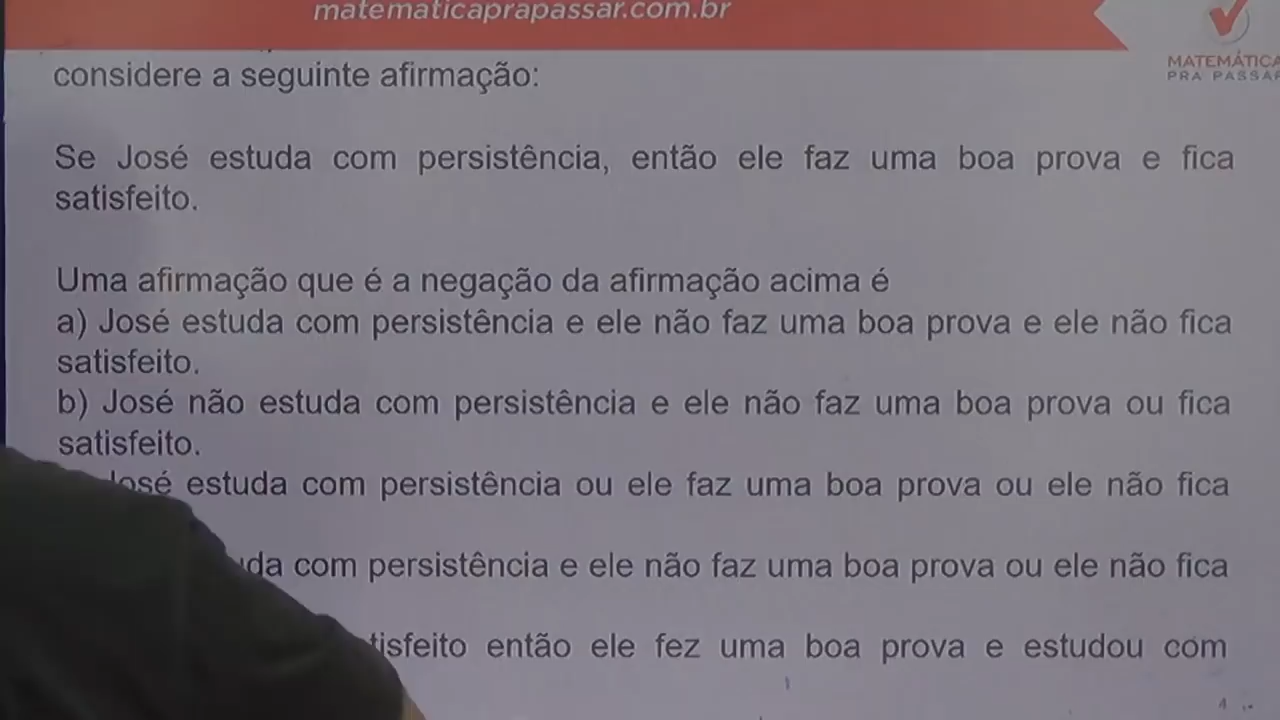 matematicaprapassar.com.br
MATEMÁTICA
PRA PASSAR
considere a seguinte afirmação:
Se José estuda com persistência, então ele faz uma boa prova e fica
satisfeito.
Uma afirmação que é a negação da afirmação acima é
a) José estuda com persistência e ele não faz uma boa prova e ele não fica
satisfeito.
b) José não estuda com persistência e ele não faz uma boa prova ou fica
satisfeito.
José estuda com persistência ou ele faz uma boa prova ou ele não fica
uda com persistência e ele não faz uma boa prova ou ele não fica
tisfeito então ele fez uma boa prova e estudou com
4